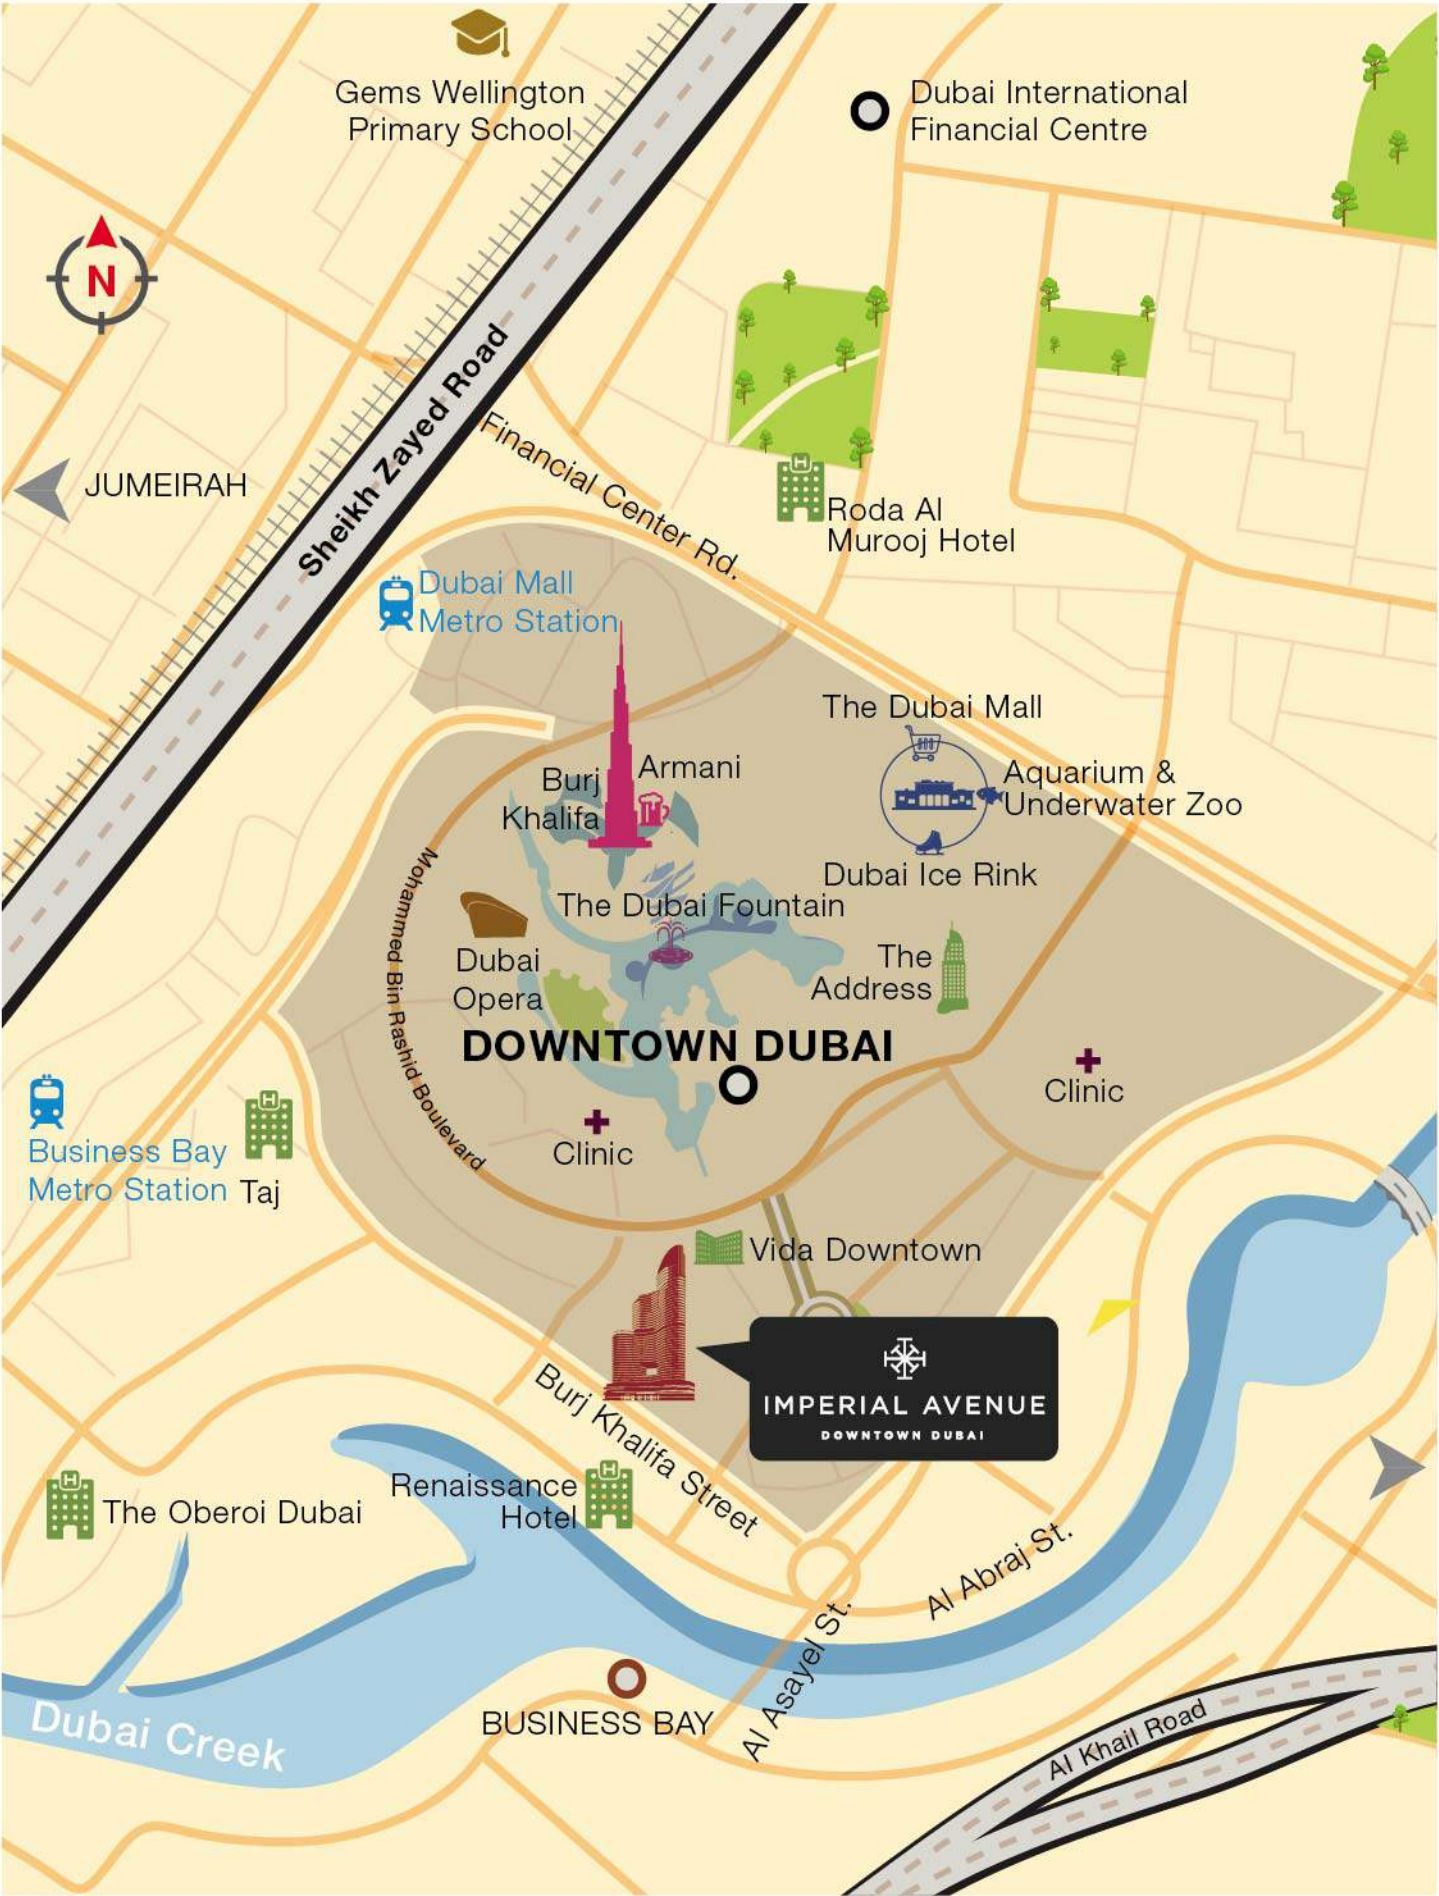 Gems Wellington
Primary School
Dubai International
Financial Centre
N
Sheikh Zayed Road
JUMEIRAH
Financial Center Rd.
H
Roda Al
Murooj Hotel
Dubai Mall
Metro Station
The Dubai Mall
Burj
Khalifa
Armani
Aquarium &
Underwater Zoo
Dubai Ice Rink
Mohammed Bin Rashid Boulevard
The Dubai Fountain
Dubai
Opera
The
Address
DOWNTOWN DUBAI
Clinic
Clinic
Business Bay
Metro Station
H
Taj
Vida Downtown
IMPERIAL AVENUE
DOWNTOWN DUBAI
Burj Khalifa Street
H
The Oberoi Dubai
Renaissance
Hotel
H
Al Abraj St.
Al Asayel St.
BUSINESS BAY
Dubai Creek
Al Khail Road